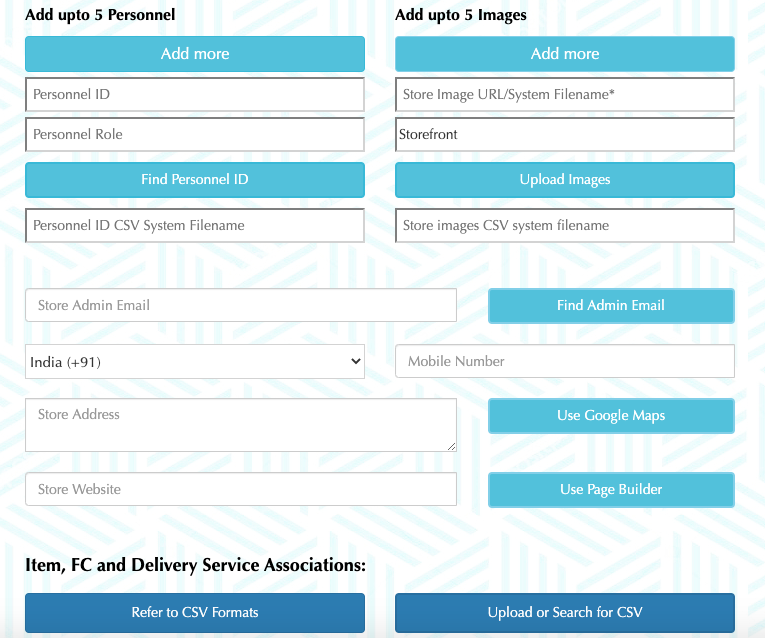 Add upto 5 Personnel
Add upto 5 Images
Add more
Add more
Personnel ID
Store Image URL/System Filename*
Personnel Role
Storefront
Find Personnel ID
Upload Images
Personnel ID CSV System Filename
Store images CSV system filename
Store Admin Email
Find Admin Email
India (+91)
Mobile Number
Store Address
Use Google Maps
Store Website
Use Page Builder
Item, FC and Delivery Service Associations:
Refer to CSV Formats
Upload or Search for CSV